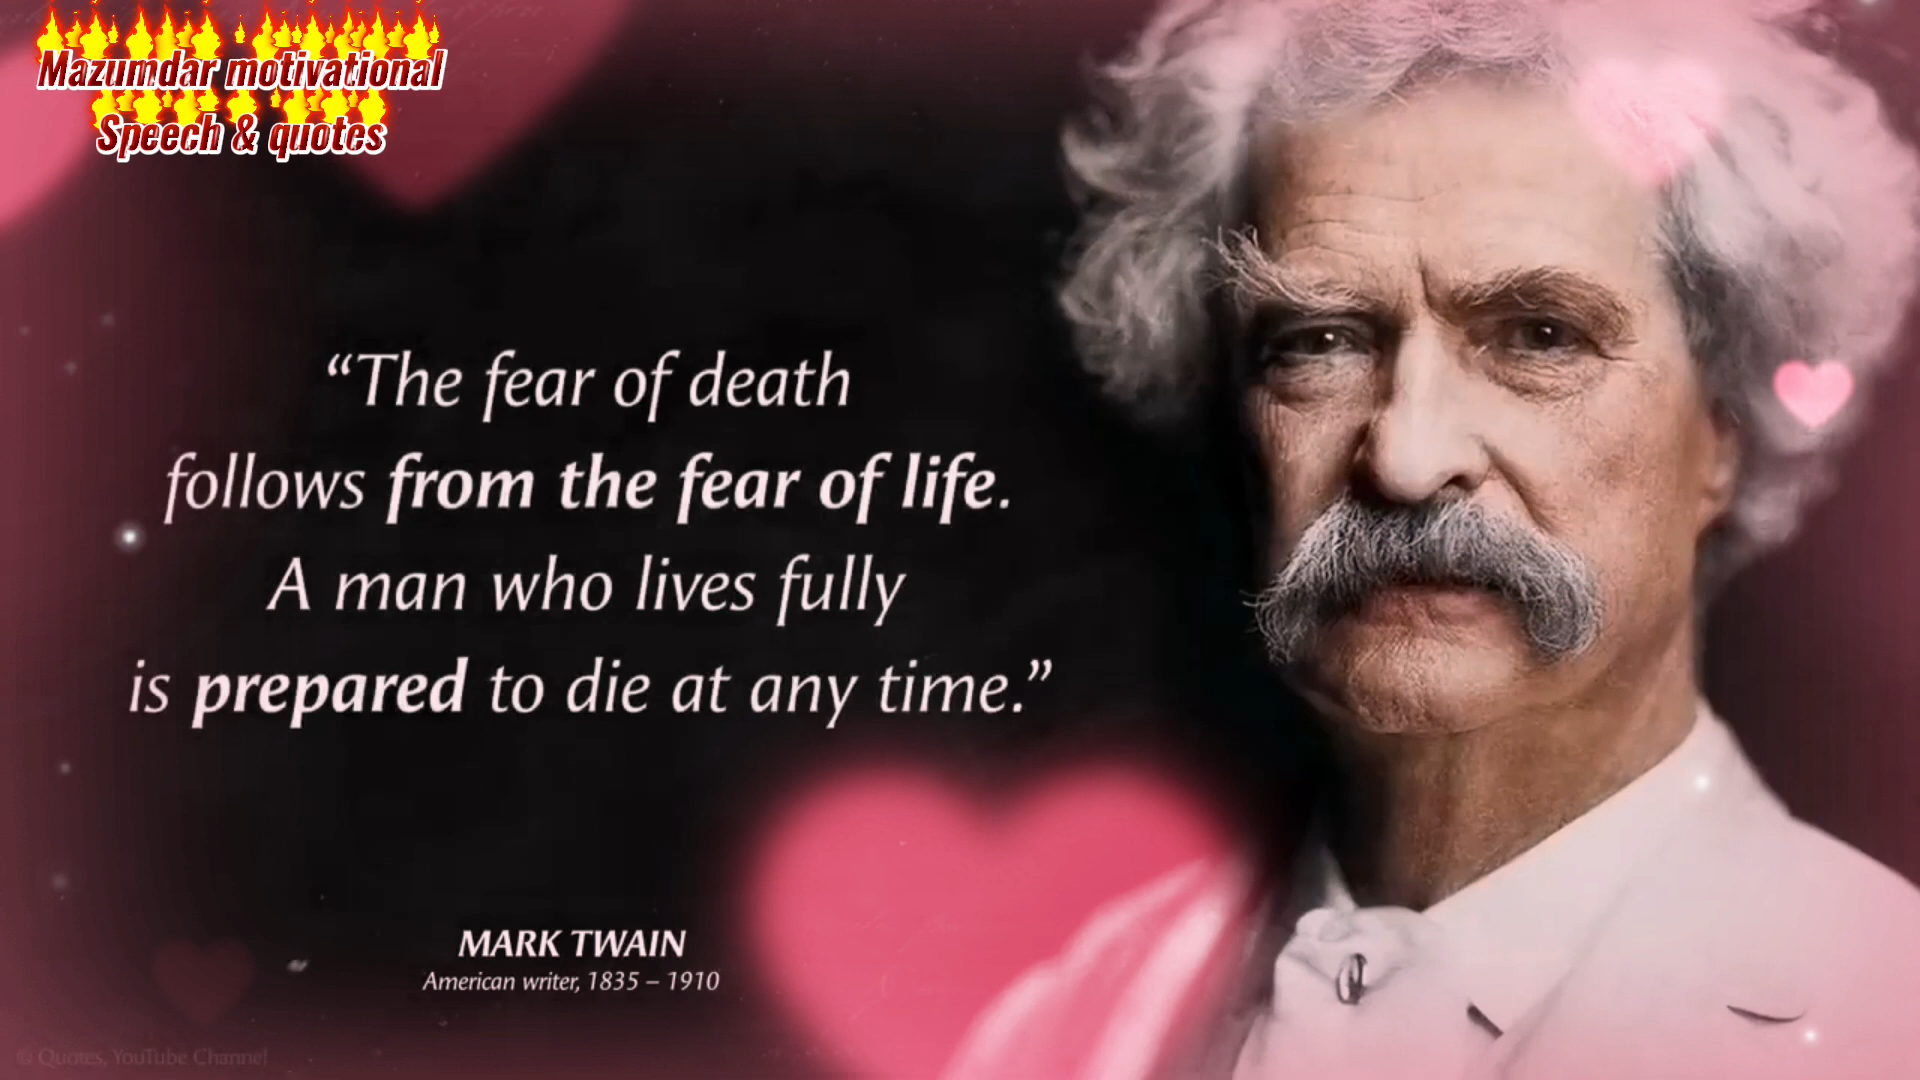 Mazumdar motivational
Speech & quotes
“The fear of death
follows from the fear of life.
A man who lives fully
is prepared to die at any time.”
MARK TWAIN
American writer, 1835 – 1910
© Quotes, YouTube Channel